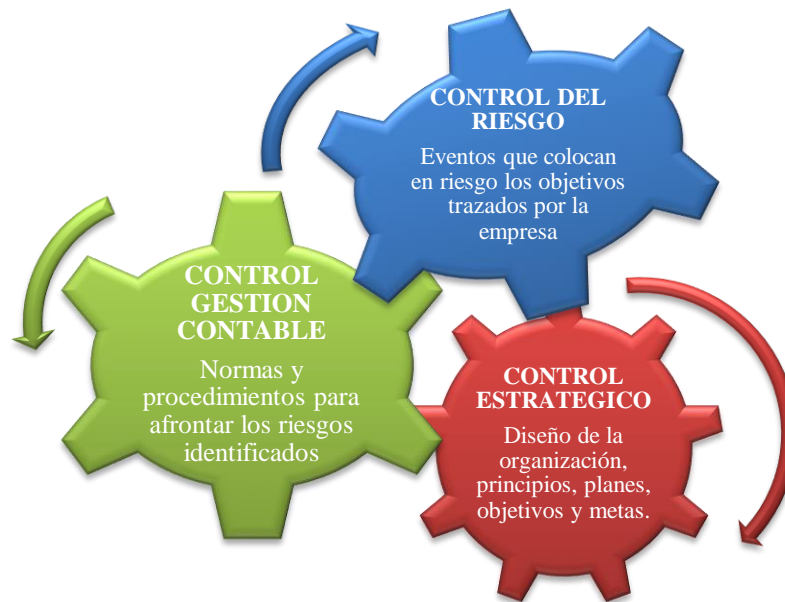 CONTROL DEL
RIESGO
Eventos que colocan
en riesgo los objetivos
trazados por la
empresa
CONTROL
GESTION
CONTABLE
Normas y
procedimientos para
afrontar los riesgos
identificados
CONTROL
ESTRATEGICO
Diseño de la
organización,
principios, planes,
objetivos y metas.